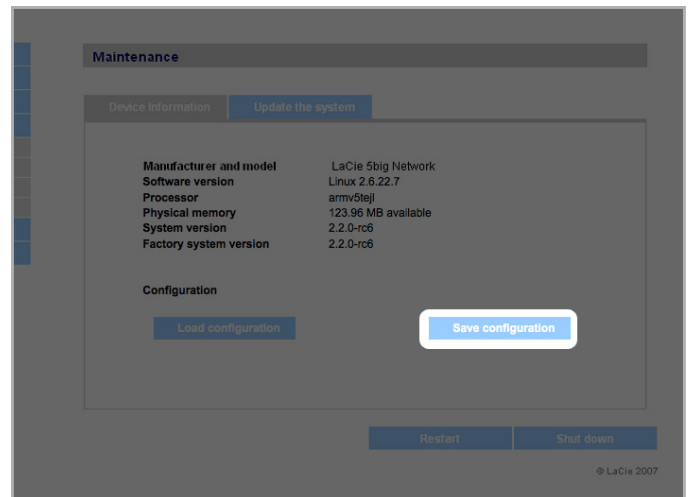 Maintenance
Device Information Update the system
Manufacturer and model LaCie 5big Network
Software version Linux 2.6.22.7
Processor armv5tejl
Physical memory 123.96 MB available
System version 2.2.0-rc6
Factory system version 2.2.0-rc6
Configuration
Load configuration Save configuration
Restart Shut down
© LaCie 2007